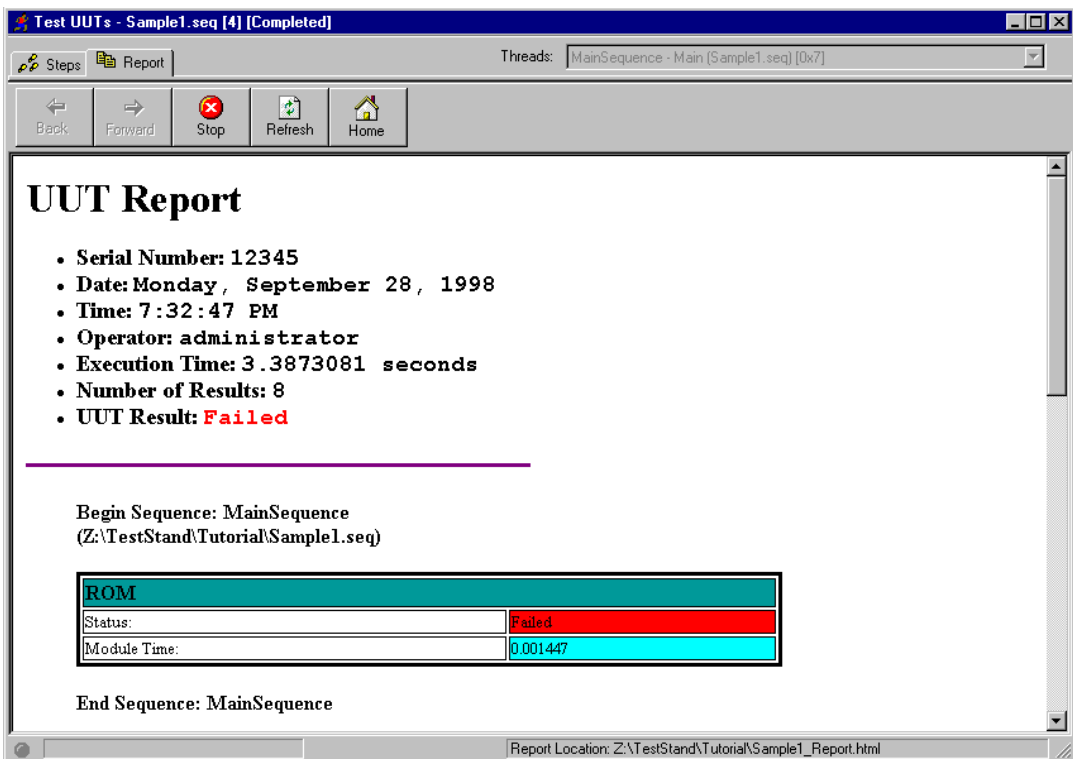 Test UUTs - Sample1.seq [4] [Completed]
Steps
Report
Threads:
MainSequence - Main (Sample1.seq) [0x7]
Back
Forward
Stop
Refresh
Home
UUT Report
• Serial Number: 12345
• Date: Monday, September 28, 1998
• Time: 7:32:47 PM
• Operator: administrator
• Execution Time: 3.3873081 seconds
• Number of Results: 8
• UUT Result: Failed
Begin Sequence: MainSequence
(Z:\TestStand\Tutorial\Sample1.seq)
ROM
Status: Failed
Module Time: 0.001447
End Sequence: MainSequence
Report Location: Z:\TestStand\Tutorial\Sample1_Report.html